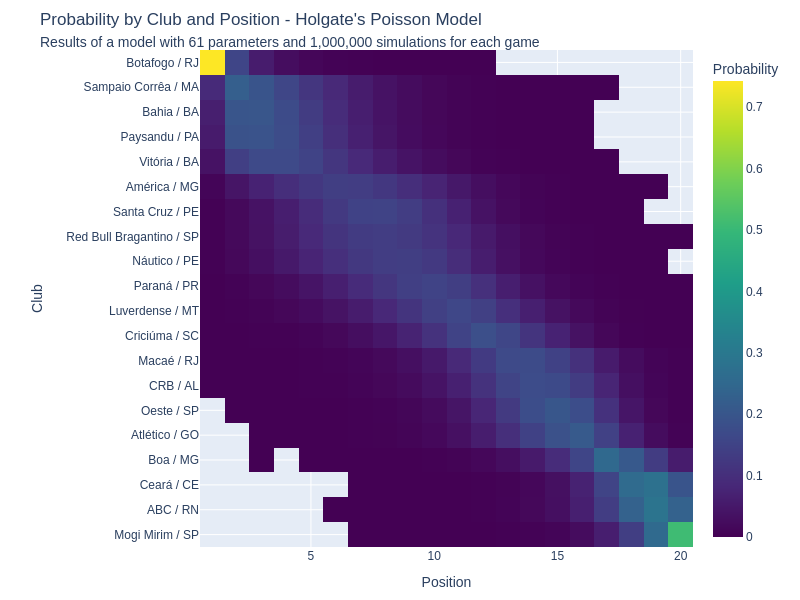 Probability by Club and Position - Holgate's Poisson Model
Results of a model with 61 parameters and 1,000,000 simulations for each game
Probability
Botafogo / RJ
Sampaio Corrêa / MA
Bahia / BA
Paysandu / PA
Vitória / BA
América / MG
Santa Cruz / PE
Red Bull Bragantino / SP
Náutico / PE
Paraná / PR
Luverdense / MT
Criciúma / SC
Macaé / RJ
CRB / AL
Oeste / SP
Atlético / GO
Boa / MG
Ceará / CE
ABC / RN
Mogi Mirim / SP
Club
5
10
15
20
Position
0.7
0.6
0.5
0.4
0.3
0.2
0.1
0